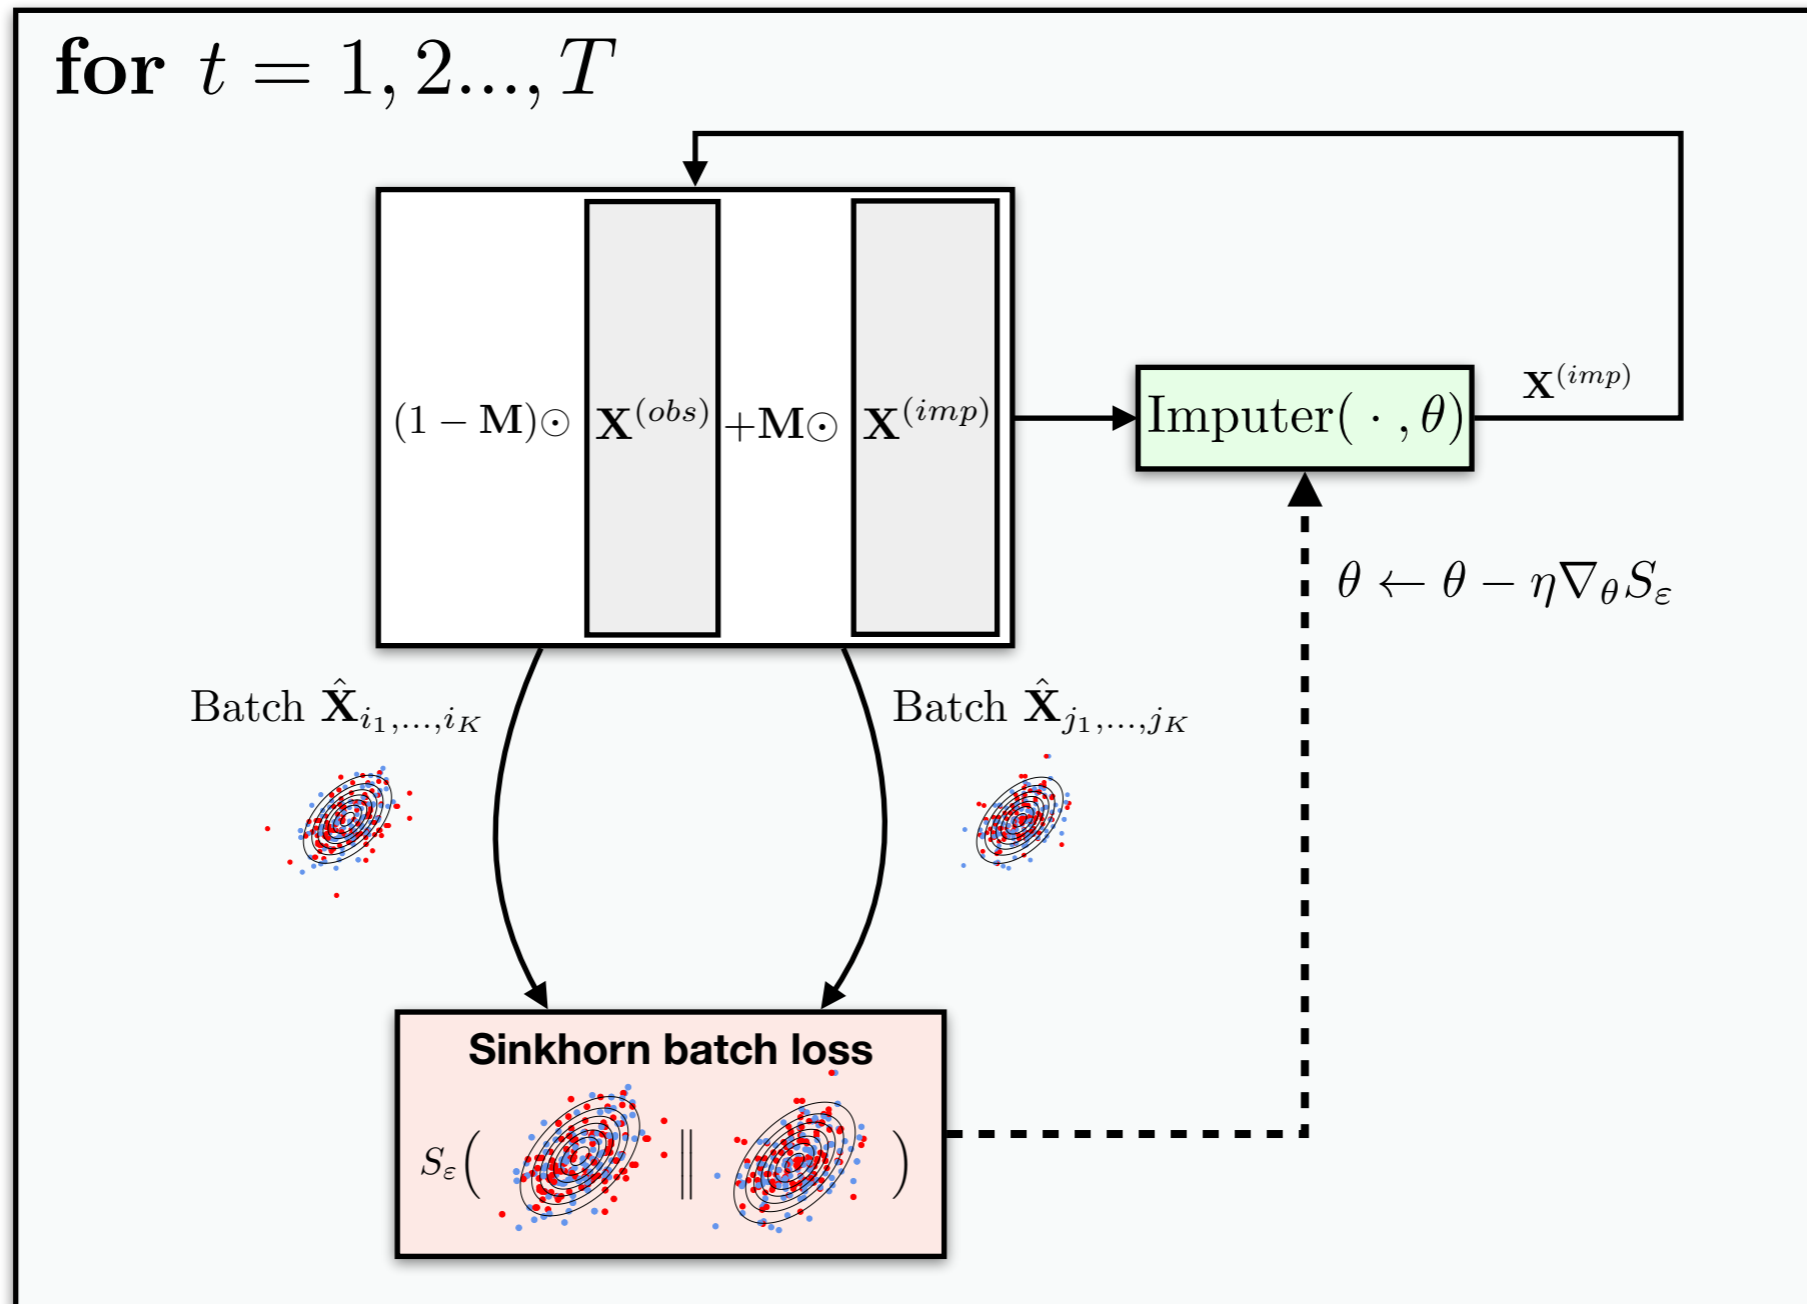 for t = 1, 2..., T
(1 − M)⊙ X^(obs) +M⊙ X^(imp)
Imputer( · , θ)
X^(imp)
θ ← θ − η∇_θ S_ε
Batch X̂_{i_1,...,i_K}
Batch X̂_{j_1,...,j_K}
Sinkhorn batch loss
S_ε( ‖ )